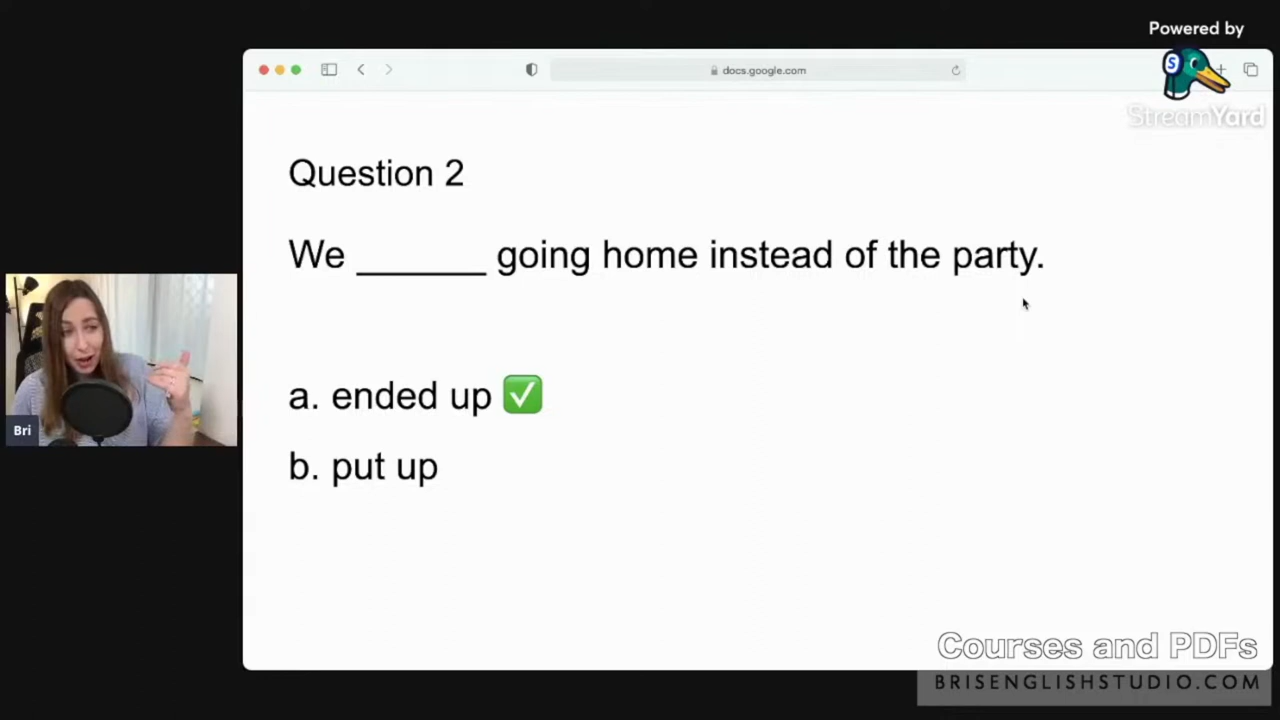 Powered by
S
StreamYard
docs.google.com
Question 2
We ______ going home instead of the party.
a. ended up ✅
b. put up
Bri
Courses and PDFs
BRISENGLISHSTUDIO.COM